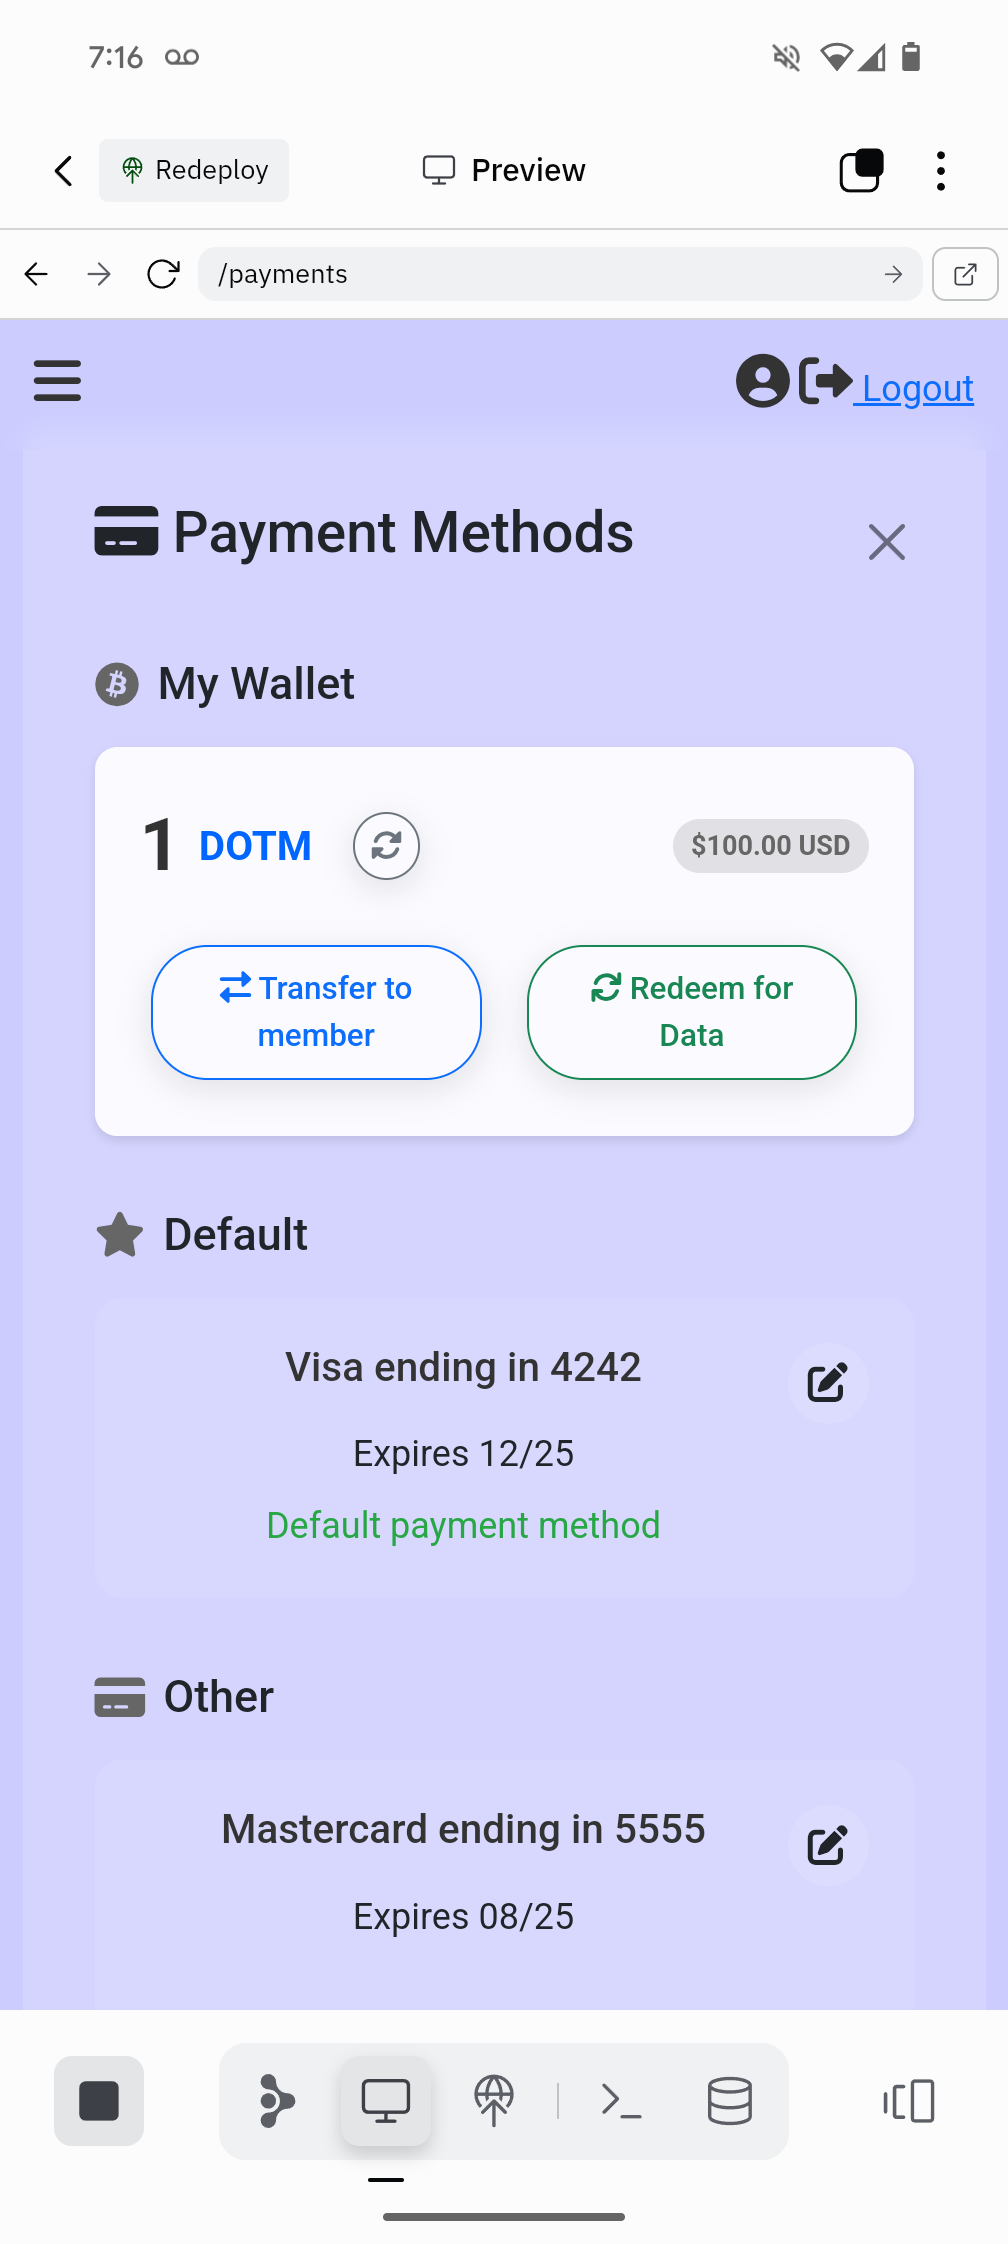 7:16
Redeploy
Preview
/payments
Logout
Payment Methods
My Wallet
1 DOTM
$100.00 USD
Transfer to
member
Redeem for
Data
Default
Visa ending in 4242
Expires 12/25
Default payment method
Other
Mastercard ending in 5555
Expires 08/25